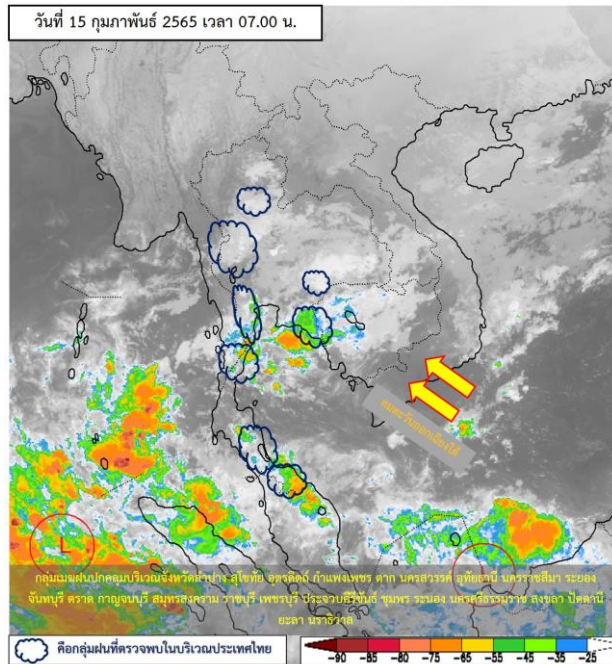 วันที่ 15 กุมภาพันธ์ 2565 เวลา 07.00 น.
ลมตะวันออกเฉียงใต้
L
กลุ่มเมฆฝนปกคลุมบริเวณจังหวัดลำปาง สุโขทัย อุตรดิตถ์ กำแพงเพชร ตาก นครสวรรค์ อุทัยธานี นครราชสีมา ระยอง
จันทบุรี ตราด กาญจนบุรี สมุทรสงคราม ราชบุรี เพชรบุรี ประจวบคีรีขันธ์ ชุมพร ระนอง นครศรีธรรมราช สงขลา ปัตตานี
ยะลา นราธิวาส
คือกลุ่มฝนที่ตรวจพบในบริเวณประเทศไทย
-90 -85 -80 -75 -65 -55 -45 -35 -25